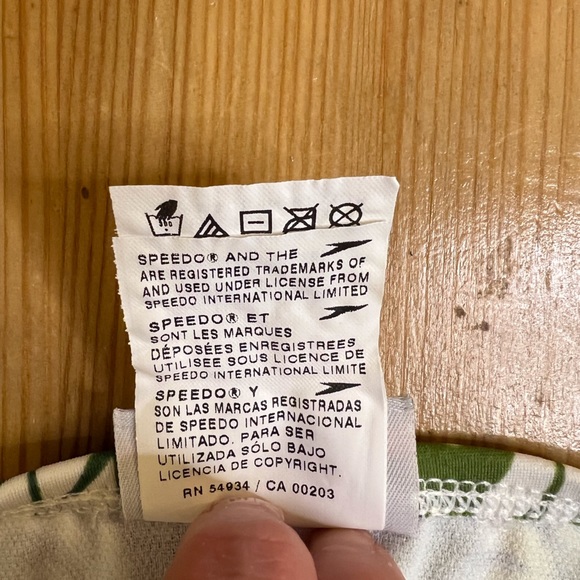 SPEEDO® AND THE
ARE REGISTERED TRADEMARKS OF
AND USED UNDER LICENSE FROM
SPEEDO INTERNATIONAL LIMITED
SPEEDO® ET
SONT LES MARQUES
DÉPOSÉES ENREGISTREES
UTILISEE SOUS LICENCE DE
SPEEDO INTERNATIONAL LIMITE
SPEEDO® Y
SON LAS MARCAS REGISTRADAS
DE SPEEDO INTERNACIONAL
LIMITADO. PARA SER
UTILIZADA SÓLO BAJO
LICENCIA DE COPYRIGHT.
RN 54934 / CA 00203